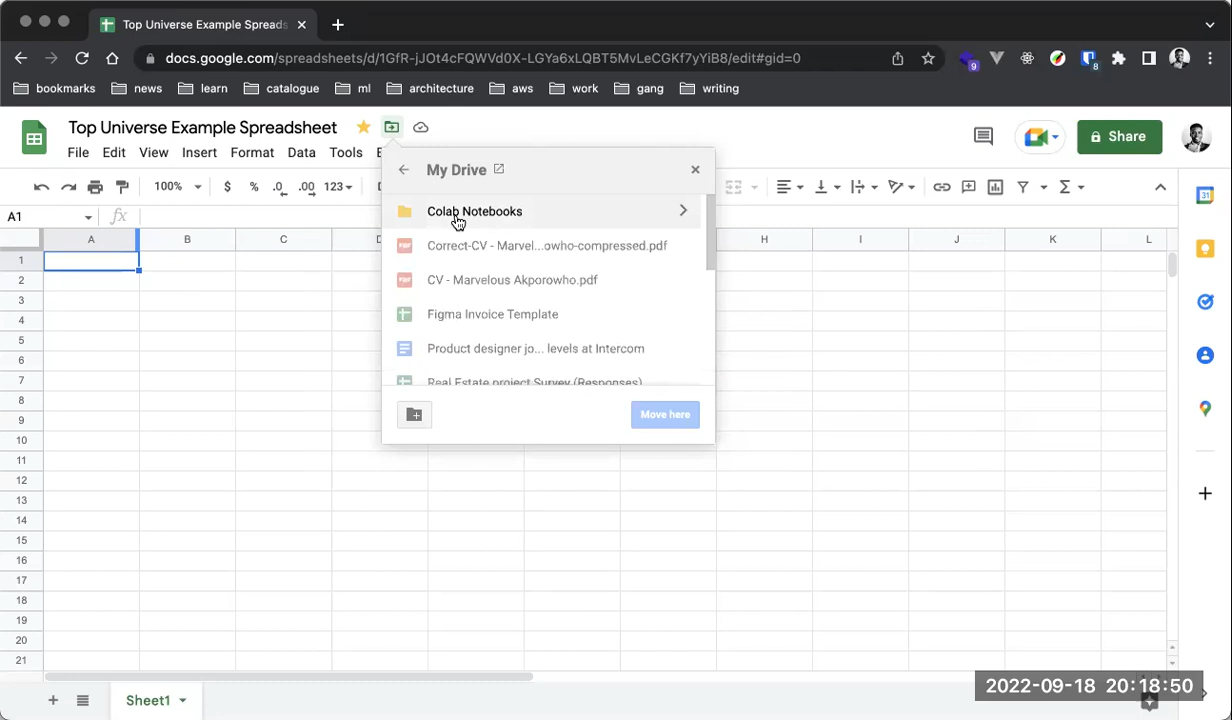 Top Universe Example Spreads
docs.google.com/spreadsheets/d/1GfR-jJOt4cFQWVd0X-LGYa6xLQBT5MvLeCGKf7yYiB8/edit#gid=0
9
8
bookmarks news learn catalogue ml architecture aws work gang writing
Top Universe Example Spreadsheet
File Edit View Insert Format Data Tools E
Share
100% $ % .0 .00 123
A1 fx
My Drive
Colab Notebooks
Correct-CV - Marvel...owho-compressed.pdf
CV - Marvelous Akporowho.pdf
Figma Invoice Template
Product designer jo... levels at Intercom
Real Estate project Survey (Responses)
Move here
A B C D H I J K L
1
2
3
4
5
6
7
8
9
10
11
12
13
14
15
16
17
18
19
20
21
31
Sheet1
2022-09-18 20:18:50